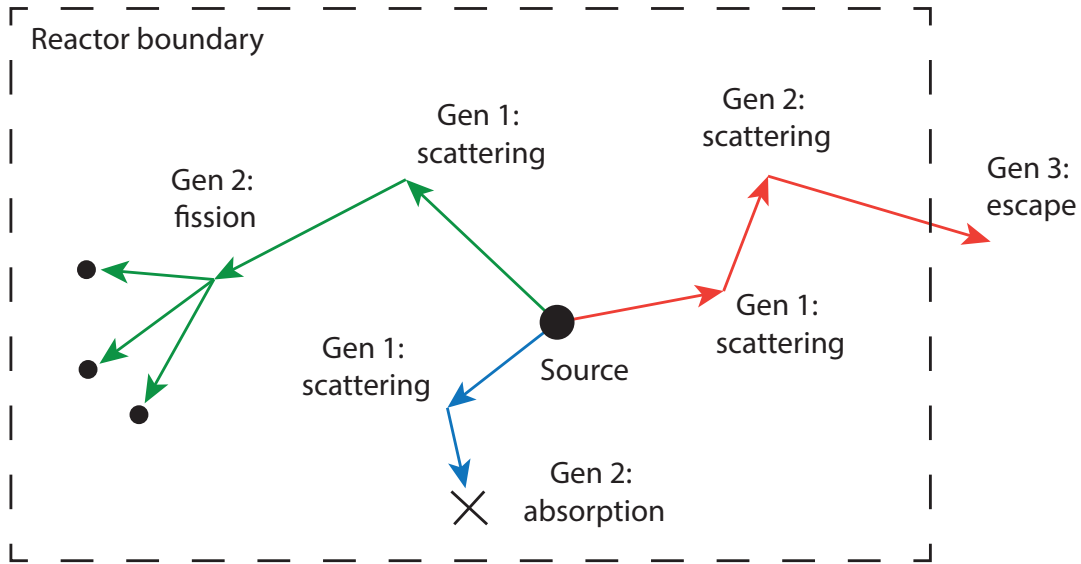 Reactor boundary
Gen 1:
scattering
Gen 2:
scattering
Gen 3:
escape
Gen 2:
fission
Gen 1:
scattering
Gen 1:
scattering
Source
Gen 2:
absorption